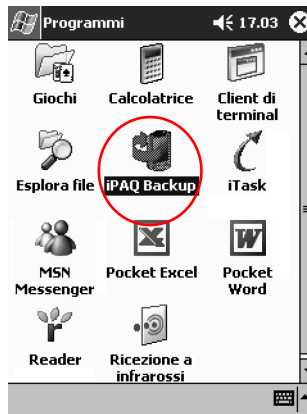 Programmi 17.03
Giochi Calcolatrice Client di
terminal
Esplora file iPAQ Backup iTask
MSN Pocket Excel Pocket
Messenger Word
Reader Ricezione a
infrarossi